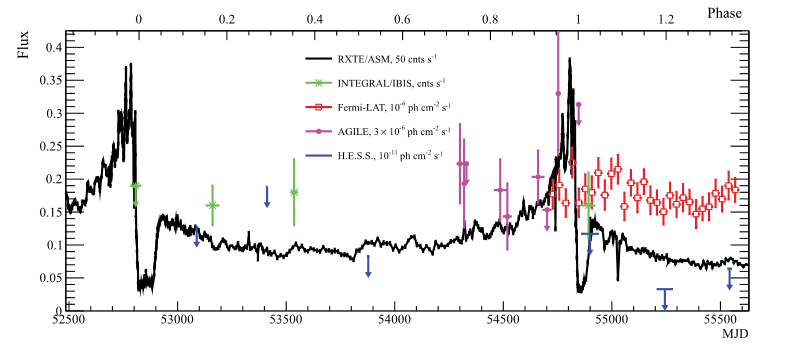 Phase
0 0.2 0.4 0.6 0.8 1 1.2
Flux
0.4
0.35
0.3
0.25
0.2
0.15
0.1
0.05
0
RXTE/ASM, 50 cnts s⁻¹
INTEGRAL/IBIS, cnts s⁻¹
Fermi-LAT, 10⁻⁶ ph cm⁻² s⁻¹
AGILE, 3 × 10⁻⁶ ph cm⁻² s⁻¹
H.E.S.S., 10⁻¹¹ ph cm⁻² s⁻¹
52500 53000 53500 54000 54500 55000 55500
MJD